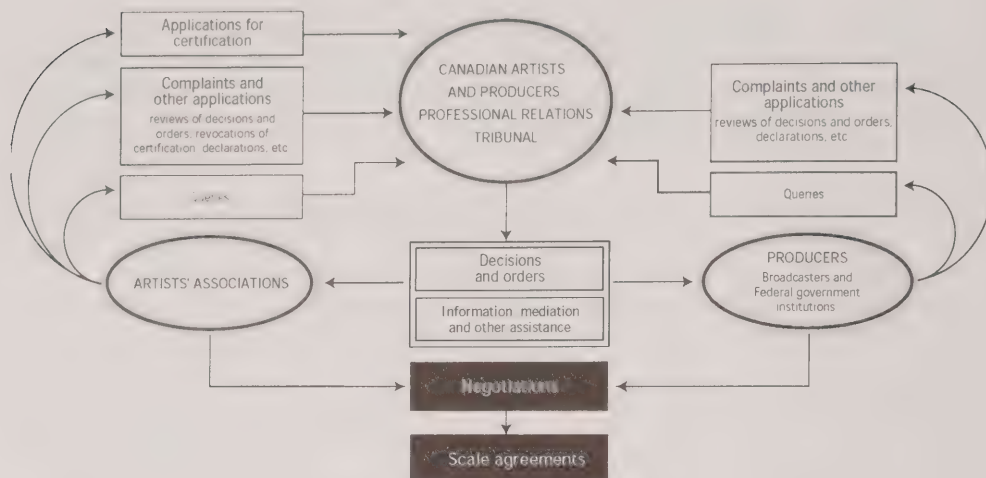 Applications for
certification
Complaints and
other applications
reviews of decisions and
orders, revocations of
certification declarations, etc
CANADIAN ARTISTS
AND PRODUCERS
PROFESSIONAL RELATIONS
TRIBUNAL
Complaints and other
applications
reviews of decisions and orders,
declarations, etc
Queries
ARTISTS' ASSOCIATIONS
Decisions
and orders
Information mediation
and other assistance
PRODUCERS
Broadcasters and
Federal government
institutions
Negotiations
Scale agreements